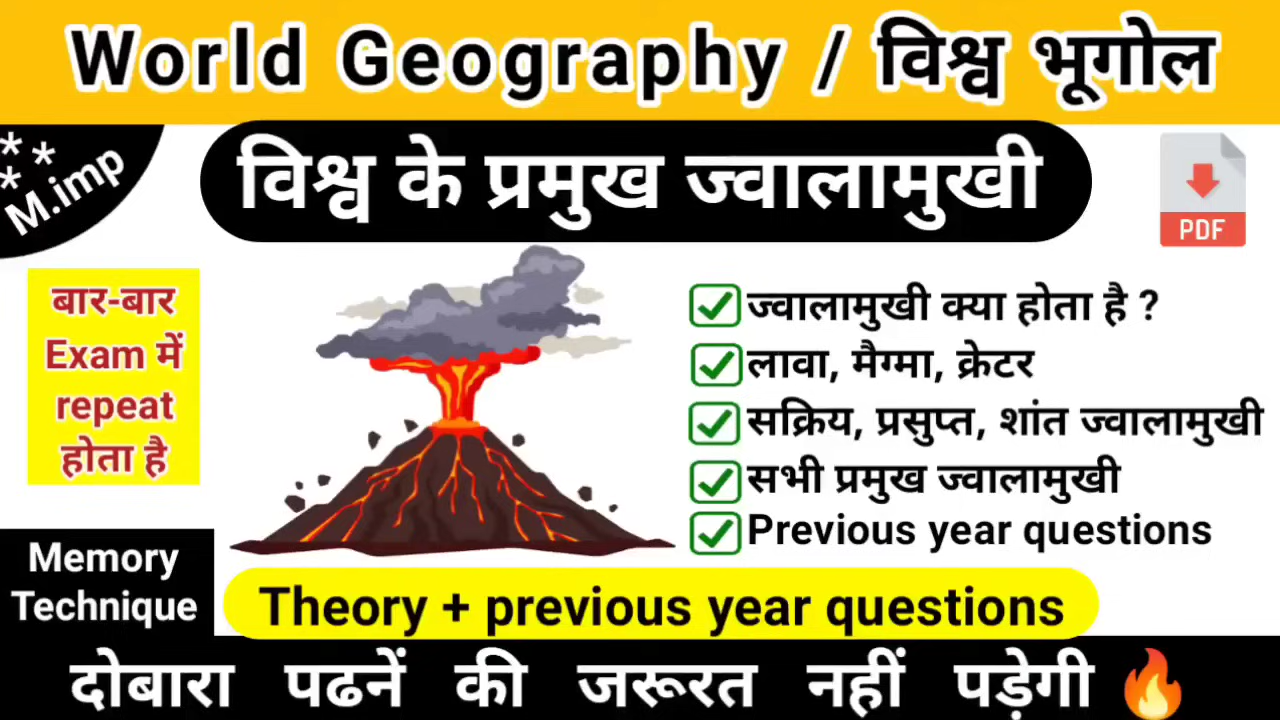 World Geography / विश्व भूगोल
***
M.imp
विश्व के प्रमुख ज्वालामुखी
PDF
बार-बार
Exam में
repeat
होता है
ज्वालामुखी क्या होता है ?
लावा, मैग्मा, क्रेटर
सक्रिय, प्रसुप्त, शांत ज्वालामुखी
सभी प्रमुख ज्वालामुखी
Previous year questions
Memory
Technique
Theory + previous year questions
दोबारा पढनें की जरूरत नहीं पड़ेगी